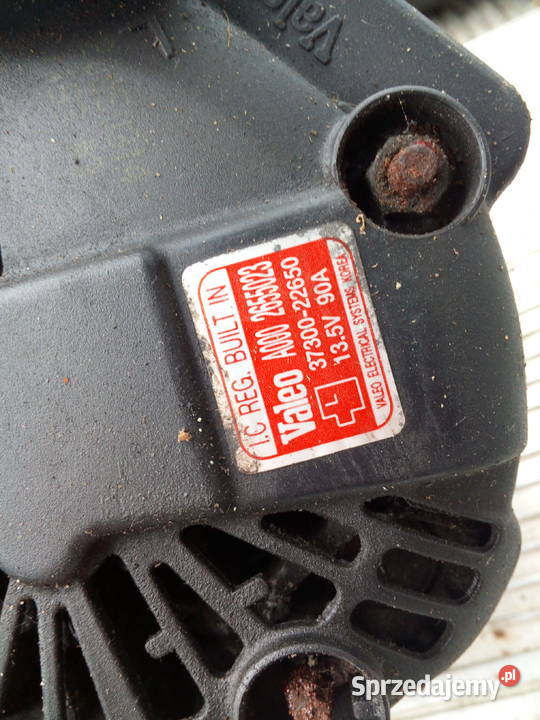 Valeo
I.C REG. BUILT IN
Valeo A000 2655023
37300-22650
13.5V 90A
VALEO ELECTRICAL SYSTEMS, KOREA
Sprzedajemy.pl